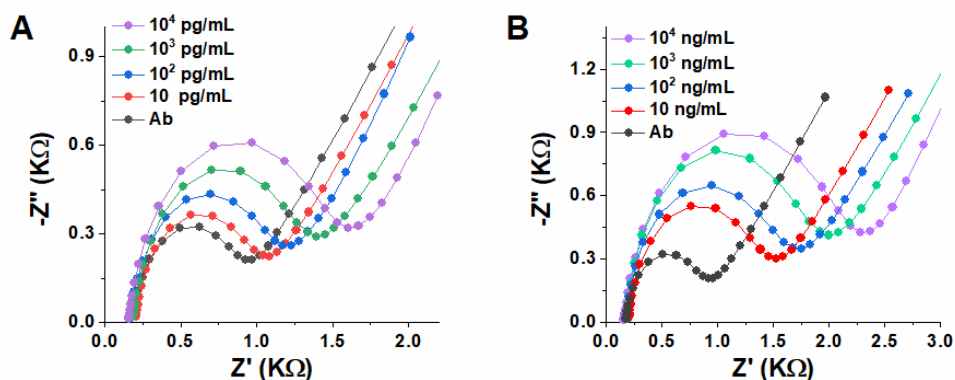 A
10⁴ pg/mL
10³ pg/mL
10² pg/mL
10 pg/mL
Ab
-Z'' (KΩ)
0.9
0.6
0.3
0.0
0.0 0.5 1.0 1.5 2.0
Z' (KΩ)
B
10⁴ ng/mL
10³ ng/mL
10² ng/mL
10 ng/mL
Ab
-Z'' (KΩ)
1.2
0.9
0.6
0.3
0.0
0.0 0.5 1.0 1.5 2.0 2.5 3.0
Z' (KΩ)